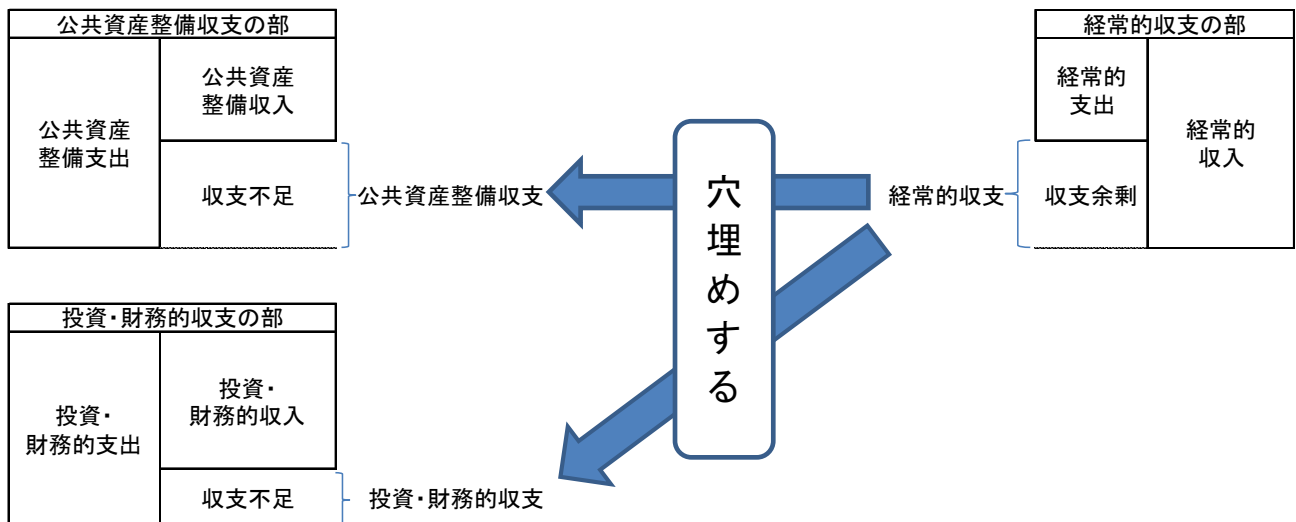 公共資産整備収支の部
公共資産
整備支出
公共資産
整備収入
収支不足
公共資産整備収支
穴埋めする
経常的収支の部
経常的
支出
経常的
収入
経常的収支
収支余剰
投資・財務的収支の部
投資・
財務的支出
投資・
財務的収入
収支不足
投資・財務的収支